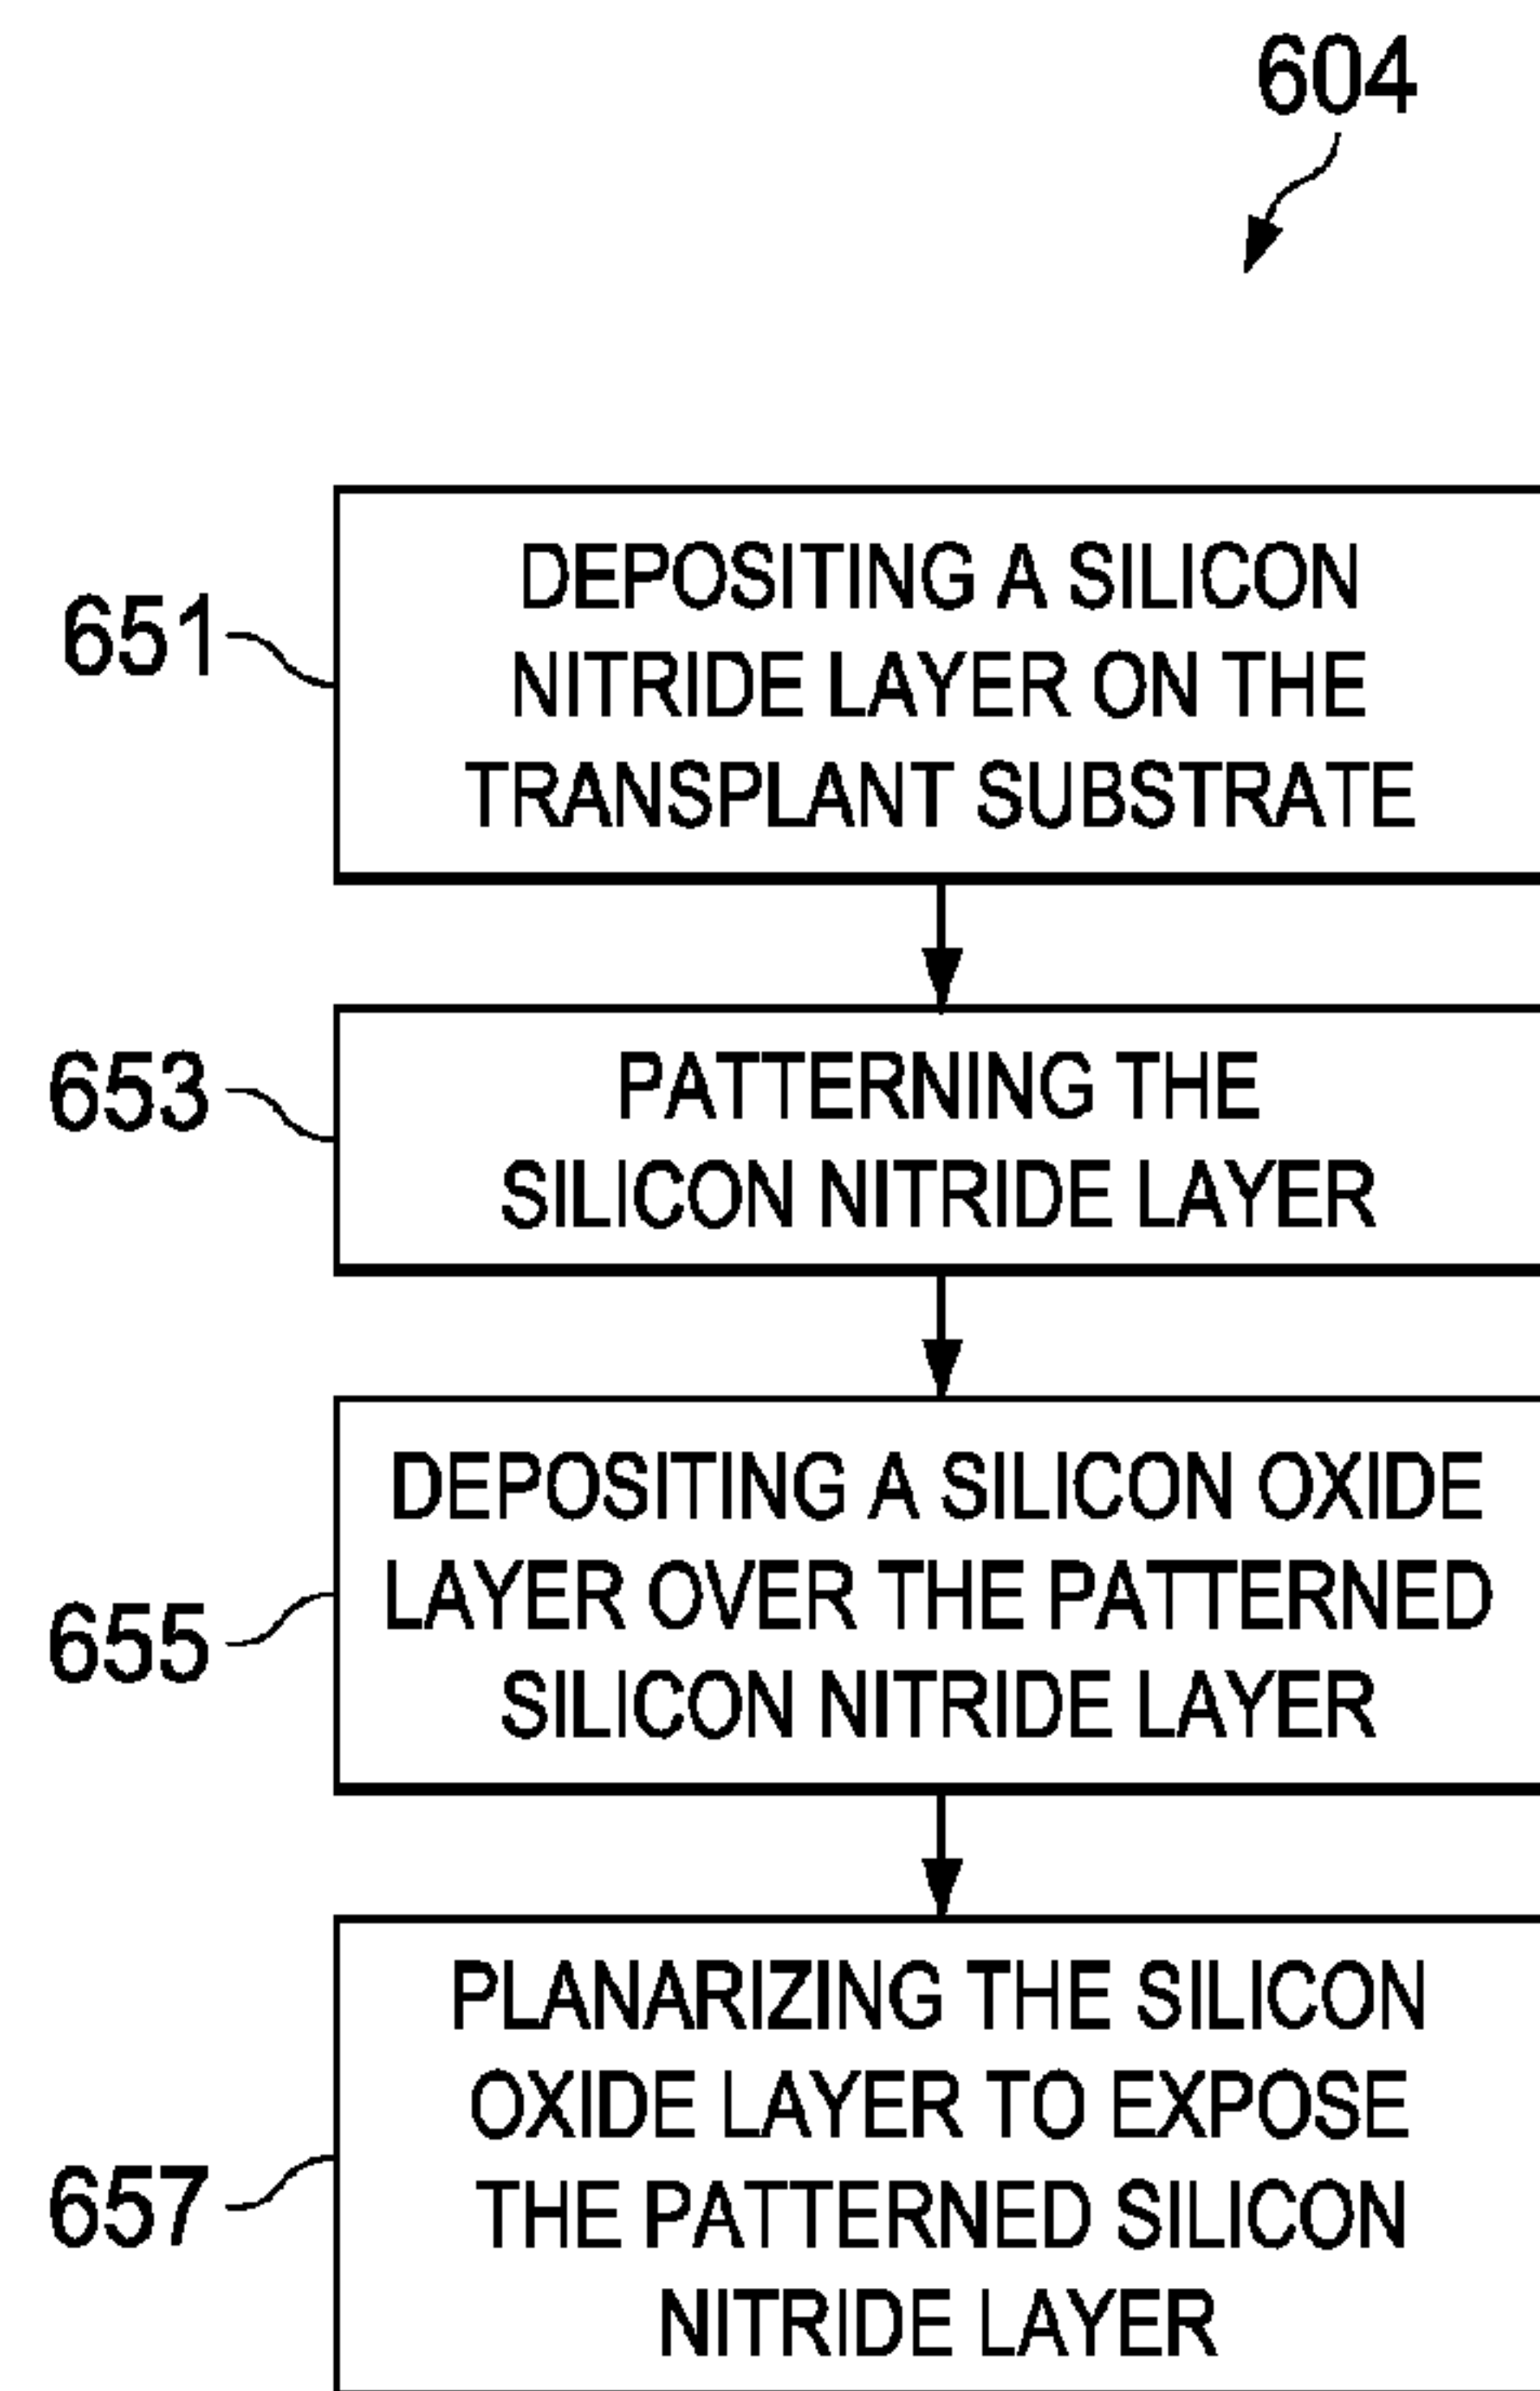 604
651
DEPOSITING A SILICON
NITRIDE LAYER ON THE
TRANSPLANT SUBSTRATE
653
PATTERNING THE
SILICON NITRIDE LAYER
655
DEPOSITING A SILICON OXIDE
LAYER OVER THE PATTERNED
SILICON NITRIDE LAYER
657
PLANARIZING THE SILICON
OXIDE LAYER TO EXPOSE
THE PATTERNED SILICON
NITRIDE LAYER